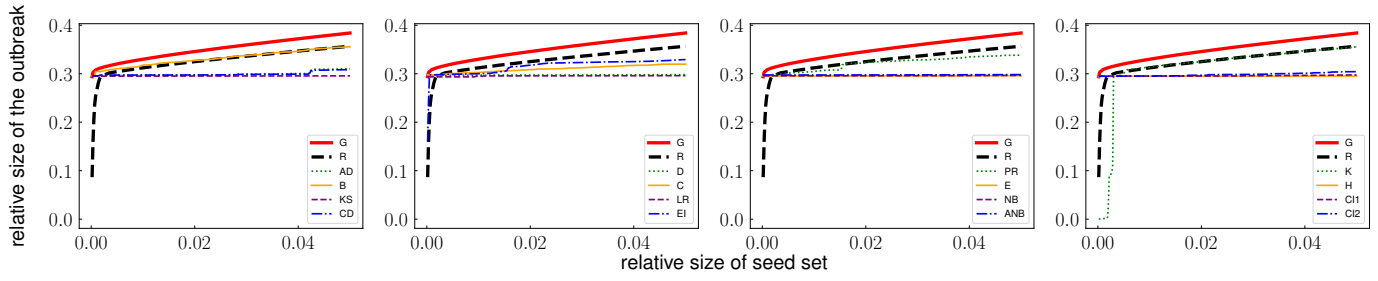 relative size of the outbreak
0.4
0.3
0.2
0.1
0.0
0.00 0.02 0.04
G
R
AD
B
KS
CD
0.4
0.3
0.2
0.1
0.0
0.00 0.02 0.04
G
R
D
C
LR
EI
0.4
0.3
0.2
0.1
0.0
0.00 0.02 0.04
G
R
PR
E
NB
ANB
0.4
0.3
0.2
0.1
0.0
0.00 0.02 0.04
G
R
K
H
CI1
CI2
relative size of seed set